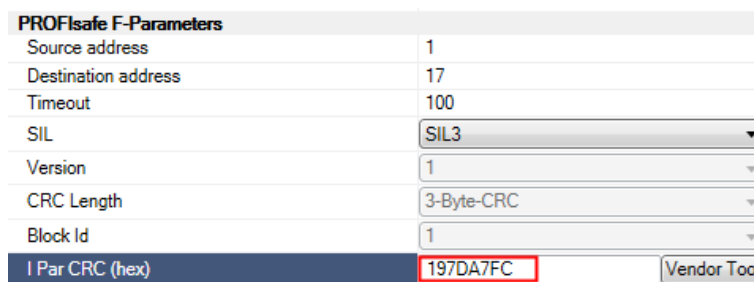 PROFIsafe F-Parameters
Source address 1
Destination address 17
Timeout 100
SIL SIL3
Version 1
CRC Length 3-Byte-CRC
Block Id 1
I Par CRC (hex) 197DA7FC Vendor Too